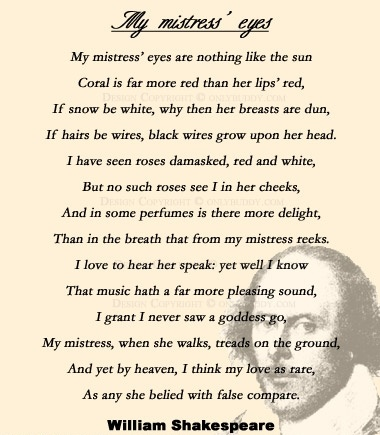 My mistress' eyes
My mistress' eyes are nothing like the sun
Coral is far more red than her lips' red,
If snow be white, why then her breasts are dun,
If hairs be wires, black wires grow upon her head.
I have seen roses damasked, red and white,
But no such roses see I in her cheeks,
And in some perfumes is there more delight,
Than in the breath that from my mistress reeks.
I love to hear her speak: yet well I know
That music hath a far more pleasing sound,
I grant I never saw a goddess go,
My mistress, when she walks, treads on the ground,
And yet by heaven, I think my love as rare,
As any she belied with false compare.
William Shakespeare